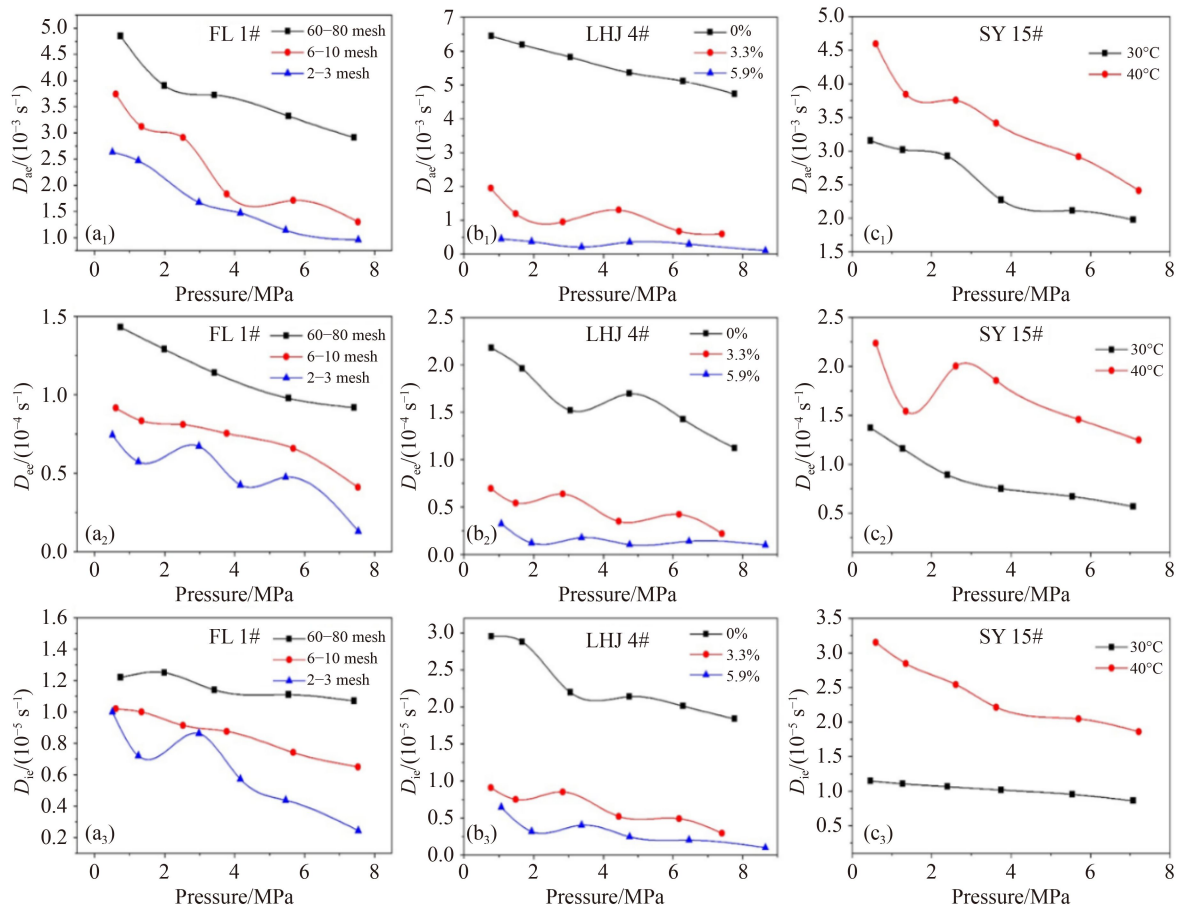 FL 1#
60−80 mesh
6−10 mesh
2−3 mesh
5.0
4.5
4.0
3.5
3.0
2.5
2.0
1.5
1.0
D_ae/(10⁻³ s⁻¹)
(a₁)
0 2 4 6 8
Pressure/MPa
LHJ 4#
0%
3.3%
5.9%
7
6
5
2
1
0
D_ae/(10⁻³ s⁻¹)
(b₁)
0 2 4 6 8
Pressure/MPa
SY 15#
30°C
40°C
5.0
4.5
4.0
3.5
3.0
2.5
2.0
1.5
D_ae/(10⁻³ s⁻¹)
(c₁)
0 2 4 6 8
Pressure/MPa
FL 1#
60−80 mesh
6−10 mesh
2−3 mesh
1.5
1.0
0.5
0.0
D_ee/(10⁻⁴ s⁻¹)
(a₂)
0 2 4 6 8
Pressure/MPa
LHJ 4#
0%
3.3%
5.9%
2.5
2.0
1.5
1.0
0.5
0.0
D_ee/(10⁻⁴ s⁻¹)
(b₂)
0 2 4 6 8
Pressure/MPa
SY 15#
30°C
40°C
2.5
2.0
1.5
1.0
0.5
D_ee/(10⁻⁴ s⁻¹)
(c₂)
0 2 4 6 8
Pressure/MPa
FL 1#
60−80 mesh
6−10 mesh
2−3 mesh
1.6
1.4
1.2
1.0
0.8
0.6
0.4
0.2
D_ie/(10⁻⁵ s⁻¹)
(a₃)
0 2 4 6 8
Pressure/MPa
LHJ 4#
0%
3.3%
5.9%
3.0
2.5
2.0
1.5
1.0
0.5
0.0
D_ie/(10⁻⁵ s⁻¹)
(b₃)
0 2 4 6 8
Pressure/MPa
SY 15#
30°C
40°C
3.5
3.0
2.5
2.0
1.5
1.0
0.5
D_ie/(10⁻⁵ s⁻¹)
(c₃)
0 2 4 6 8
Pressure/MPa